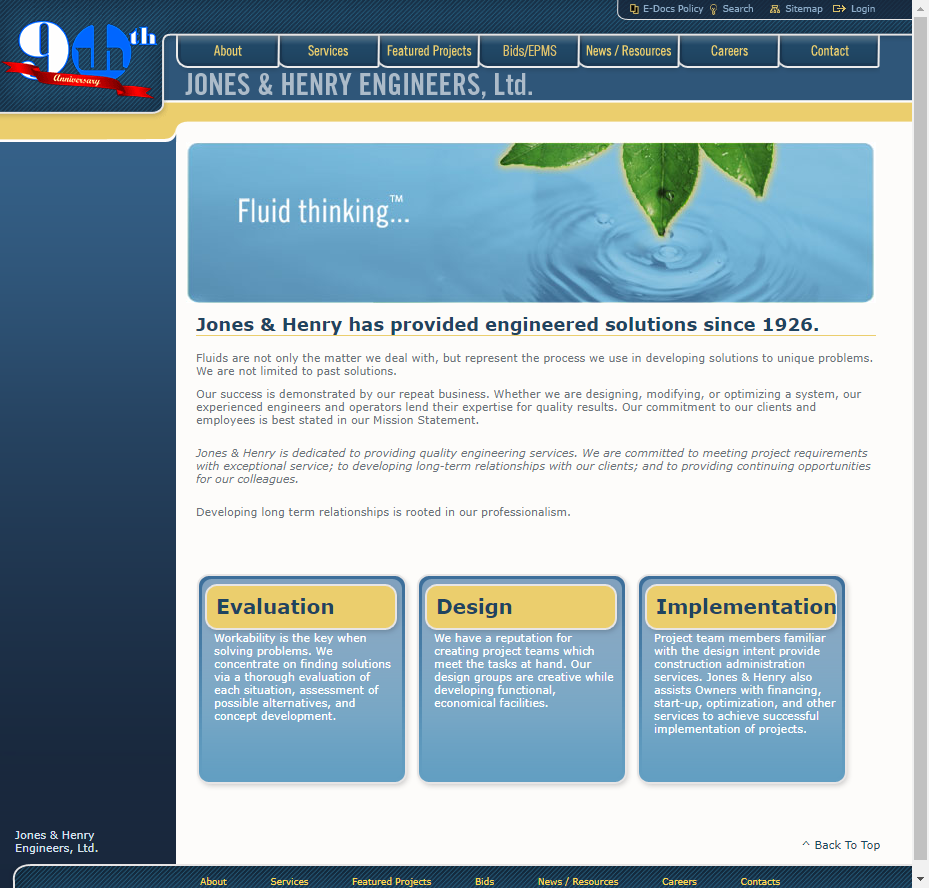 E-Docs Policy Search Sitemap Login
90th
Anniversary
About Services Featured Projects Bids/EPMS News / Resources Careers Contact
JONES & HENRY ENGINEERS, Ltd.
Fluid thinking™...
Jones & Henry has provided engineered solutions since 1926.
Fluids are not only the matter we deal with, but represent the process we use in developing solutions to unique problems.
We are not limited to past solutions.
Our success is demonstrated by our repeat business. Whether we are designing, modifying, or optimizing a system, our
experienced engineers and operators lend their expertise for quality results. Our commitment to our clients and
employees is best stated in our Mission Statement.
Jones & Henry is dedicated to providing quality engineering services. We are committed to meeting project requirements
with exceptional service; to developing long-term relationships with our clients; and to providing continuing opportunities
for our colleagues.
Developing long term relationships is rooted in our professionalism.
Evaluation
Workability is the key when
solving problems. We
concentrate on finding solutions
via a thorough evaluation of
each situation, assessment of
possible alternatives, and
concept development.
Design
We have a reputation for
creating project teams which
meet the tasks at hand. Our
design groups are creative while
developing functional,
economical facilities.
Implementation
Project team members familiar
with the design intent provide
construction administration
services. Jones & Henry also
assists Owners with financing,
start-up, optimization, and other
services to achieve successful
implementation of projects.
Jones & Henry
Engineers, Ltd.
^ Back To Top
About Services Featured Projects Bids News / Resources Careers Contacts